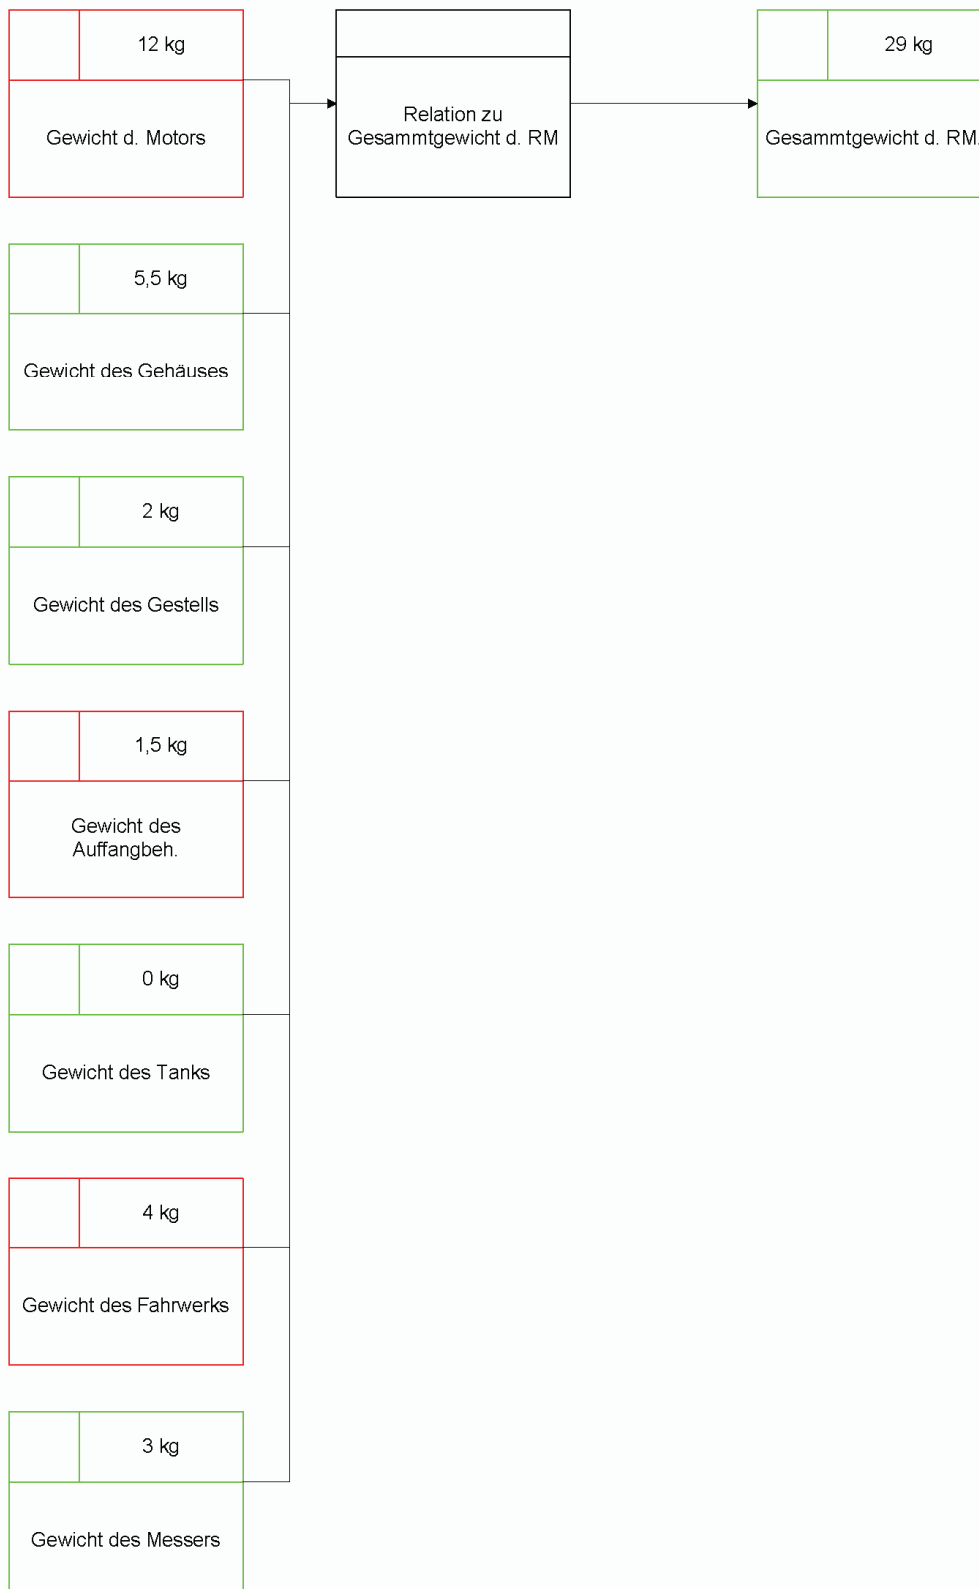 12 kg
Gewicht d. Motors
Relation zu
Gesammtgewicht d. RM
29 kg
Gesammtgewicht d. RM.
5,5 kg
Gewicht des Gehäuses
2 kg
Gewicht des Gestells
1,5 kg
Gewicht des
Auffangbeh.
0 kg
Gewicht des Tanks
4 kg
Gewicht des Fahrwerks
3 kg
Gewicht des Messers